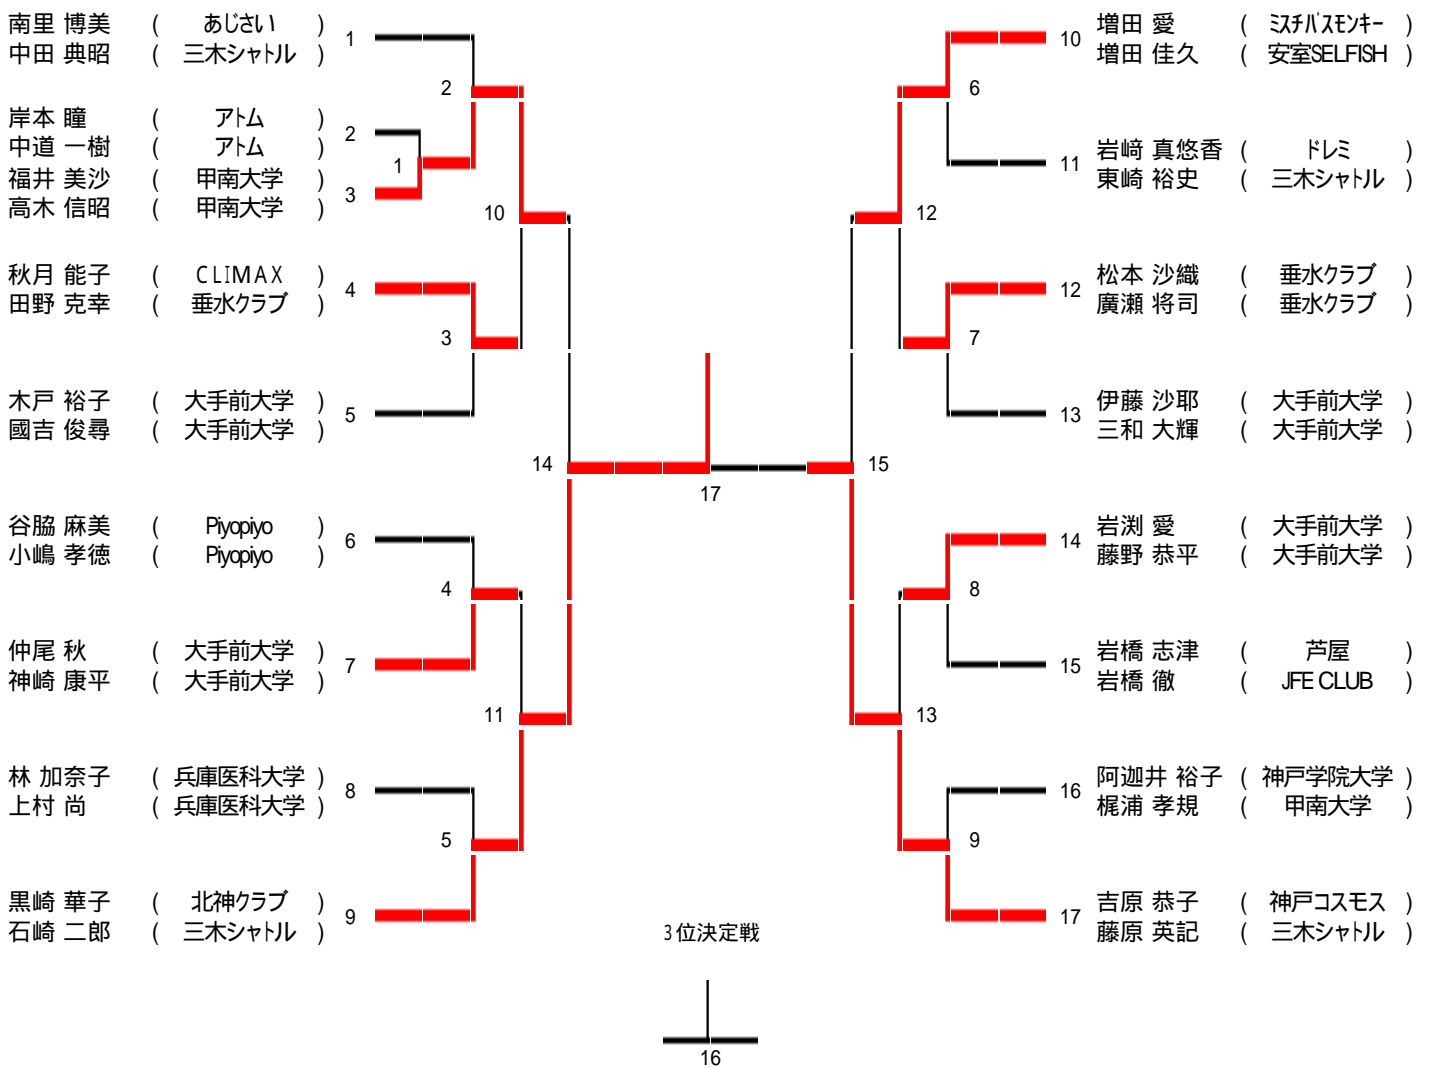 南里 博美 ( あじさい )
中田 典昭 ( 三木シャトル )
1
岸本 瞳 ( アトム )
中道 一樹 ( アトム )
2
福井 美沙 ( 甲南大学 )
高木 信昭 ( 甲南大学 )
3
秋月 能子 ( CLIMAX )
田野 克幸 ( 垂水クラブ )
4
木戸 裕子 ( 大手前大学 )
國吉 俊尋 ( 大手前大学 )
5
谷脇 麻美 ( Piyopiyo )
小嶋 孝徳 ( Piyopiyo )
6
仲尾 秋 ( 大手前大学 )
神崎 康平 ( 大手前大学 )
7
林 加奈子 ( 兵庫医科大学 )
上村 尚 ( 兵庫医科大学 )
8
黒崎 華子 ( 北神クラブ )
石崎 二郎 ( 三木シャトル )
9
2
1
10
3
14
4
11
5
17
3位決定戦
16
6
12
7
15
8
13
9
10
増田 愛 ( ミスチバスモンキー )
増田 佳久 ( 安室SELFISH )
11
岩﨑 真悠香 ( ドレミ )
東崎 裕史 ( 三木シャトル )
12
松本 沙織 ( 垂水クラブ )
廣瀬 将司 ( 垂水クラブ )
13
伊藤 沙耶 ( 大手前大学 )
三和 大輝 ( 大手前大学 )
14
岩渕 愛 ( 大手前大学 )
藤野 恭平 ( 大手前大学 )
15
岩橋 志津 ( 芦屋 )
岩橋 徹 ( JFE CLUB )
16
阿迦井 裕子 ( 神戸学院大学 )
梶浦 孝規 ( 甲南大学 )
17
吉原 恭子 ( 神戸コスモス )
藤原 英記 ( 三木シャトル )